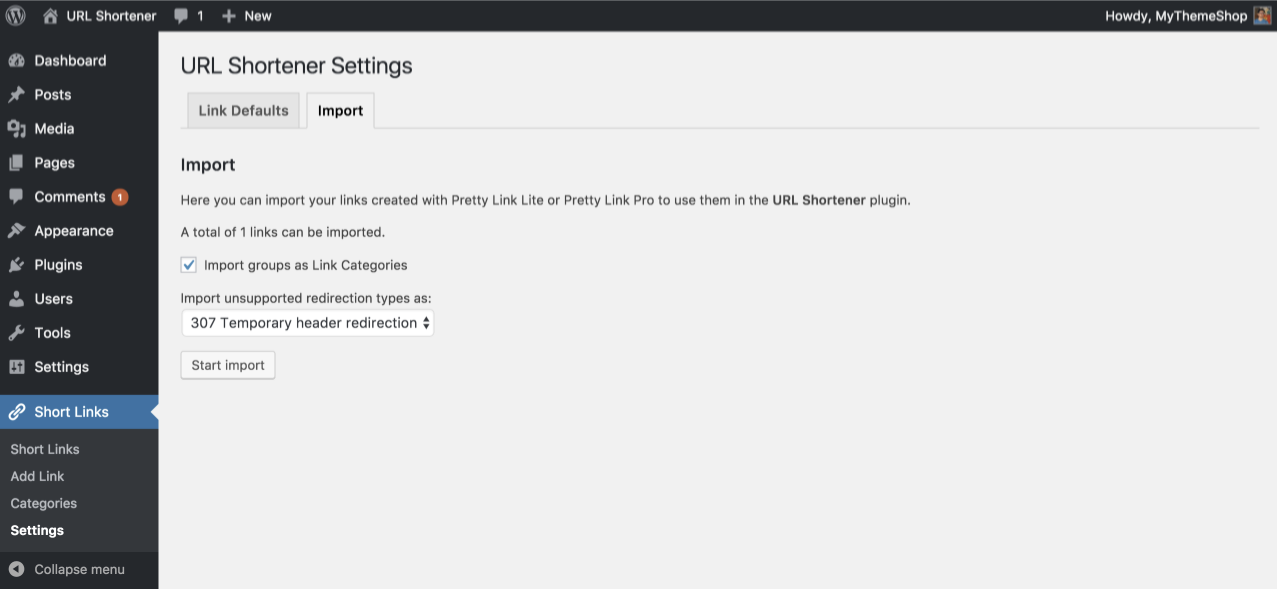 URL Shortener 1 New Howdy, MyThemeShop
Dashboard
Posts
Media
Pages
Comments 1
Appearance
Plugins
Users
Tools
Settings
Short Links
Short Links
Add Link
Categories
Settings
Collapse menu
URL Shortener Settings
Link Defaults Import
Import
Here you can import your links created with Pretty Link Lite or Pretty Link Pro to use them in the URL Shortener plugin.
A total of 1 links can be imported.
Import groups as Link Categories
Import unsupported redirection types as:
307 Temporary header redirection
Start import